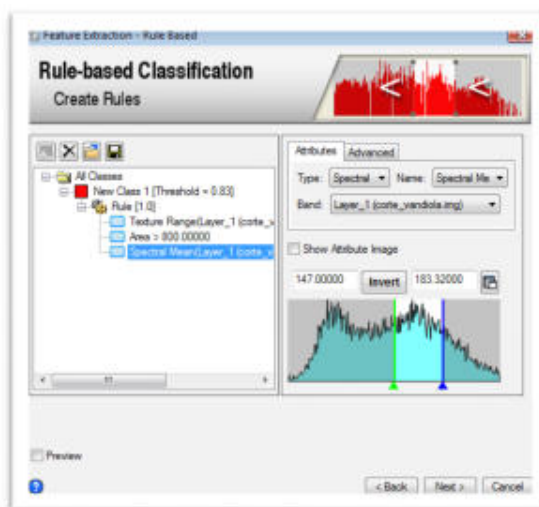 Feature Extraction - Rule Based
Rule-based Classification
Create Rules
All Classes
New Class 1 [Threshold = 0.83]
Rule [1.0]
Texture Range(Layer_1 (corte_v
Area > 800.00000
Spectral Mean(Layer_1 (corte_v
Attributes Advanced
Type: Spectral Name: Spectral Me
Band: Layer_1 (corte_vandiola.img)
Show Attribute Image
147.00000 Invert 183.32000
Preview
< Back Next > Cancel